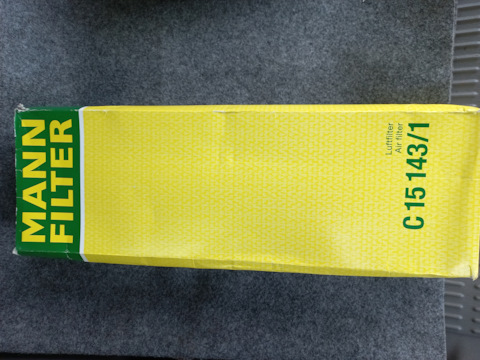 MANN
FILTER
Luftfilter
Air filter
C 15 143/1